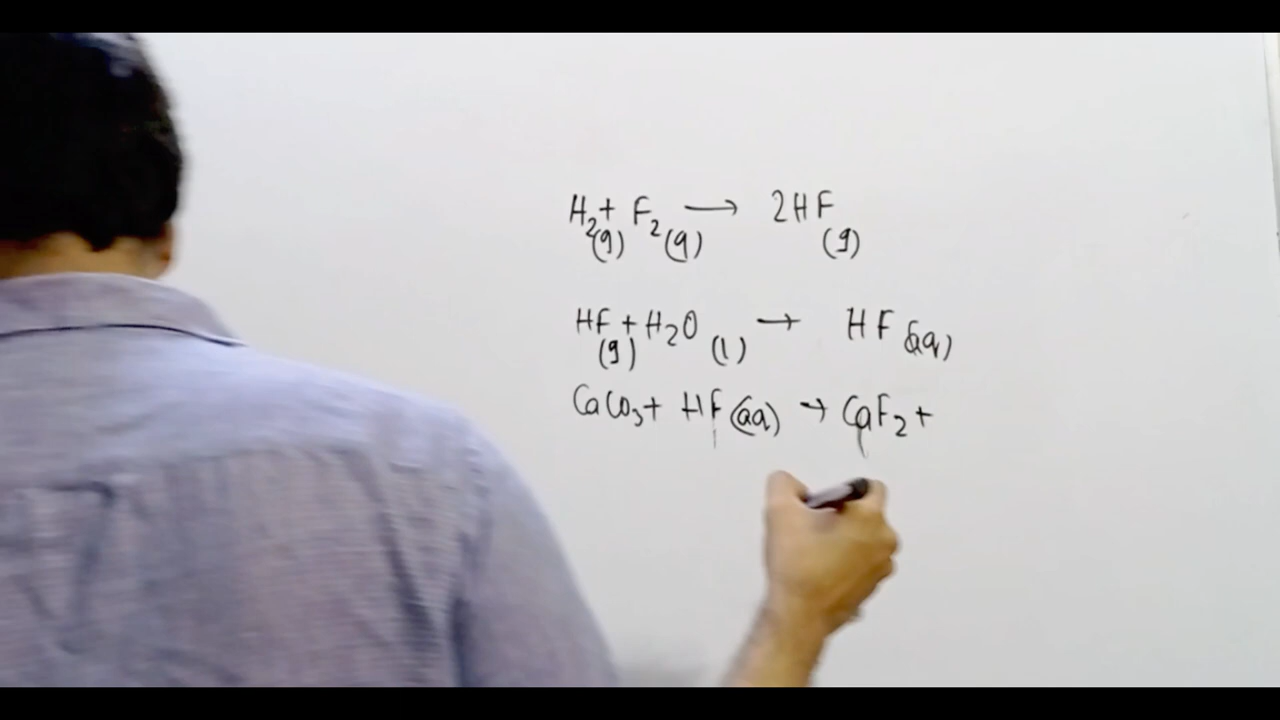 H₂(g) + F₂(g) → 2HF(g)
HF(g) + H₂O(l) → HF(aq)
CaCO₃ + HF(aq) → CaF₂ +